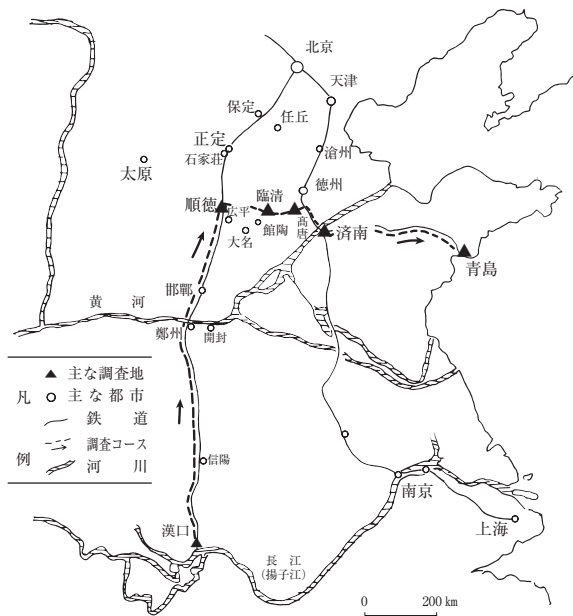 北京
天津
保定
任丘
正定
石家荘
滄州
太原
徳州
順徳
臨清
広平
館陶
高唐
大名
済南
青島
邯鄲
黄河
鄭州
開封
凡例
▲ 主な調査地
○ 主な都市
鉄道
調査コース
河川
信陽
漢口
南京
上海
長江
(揚子江)
0 200 km